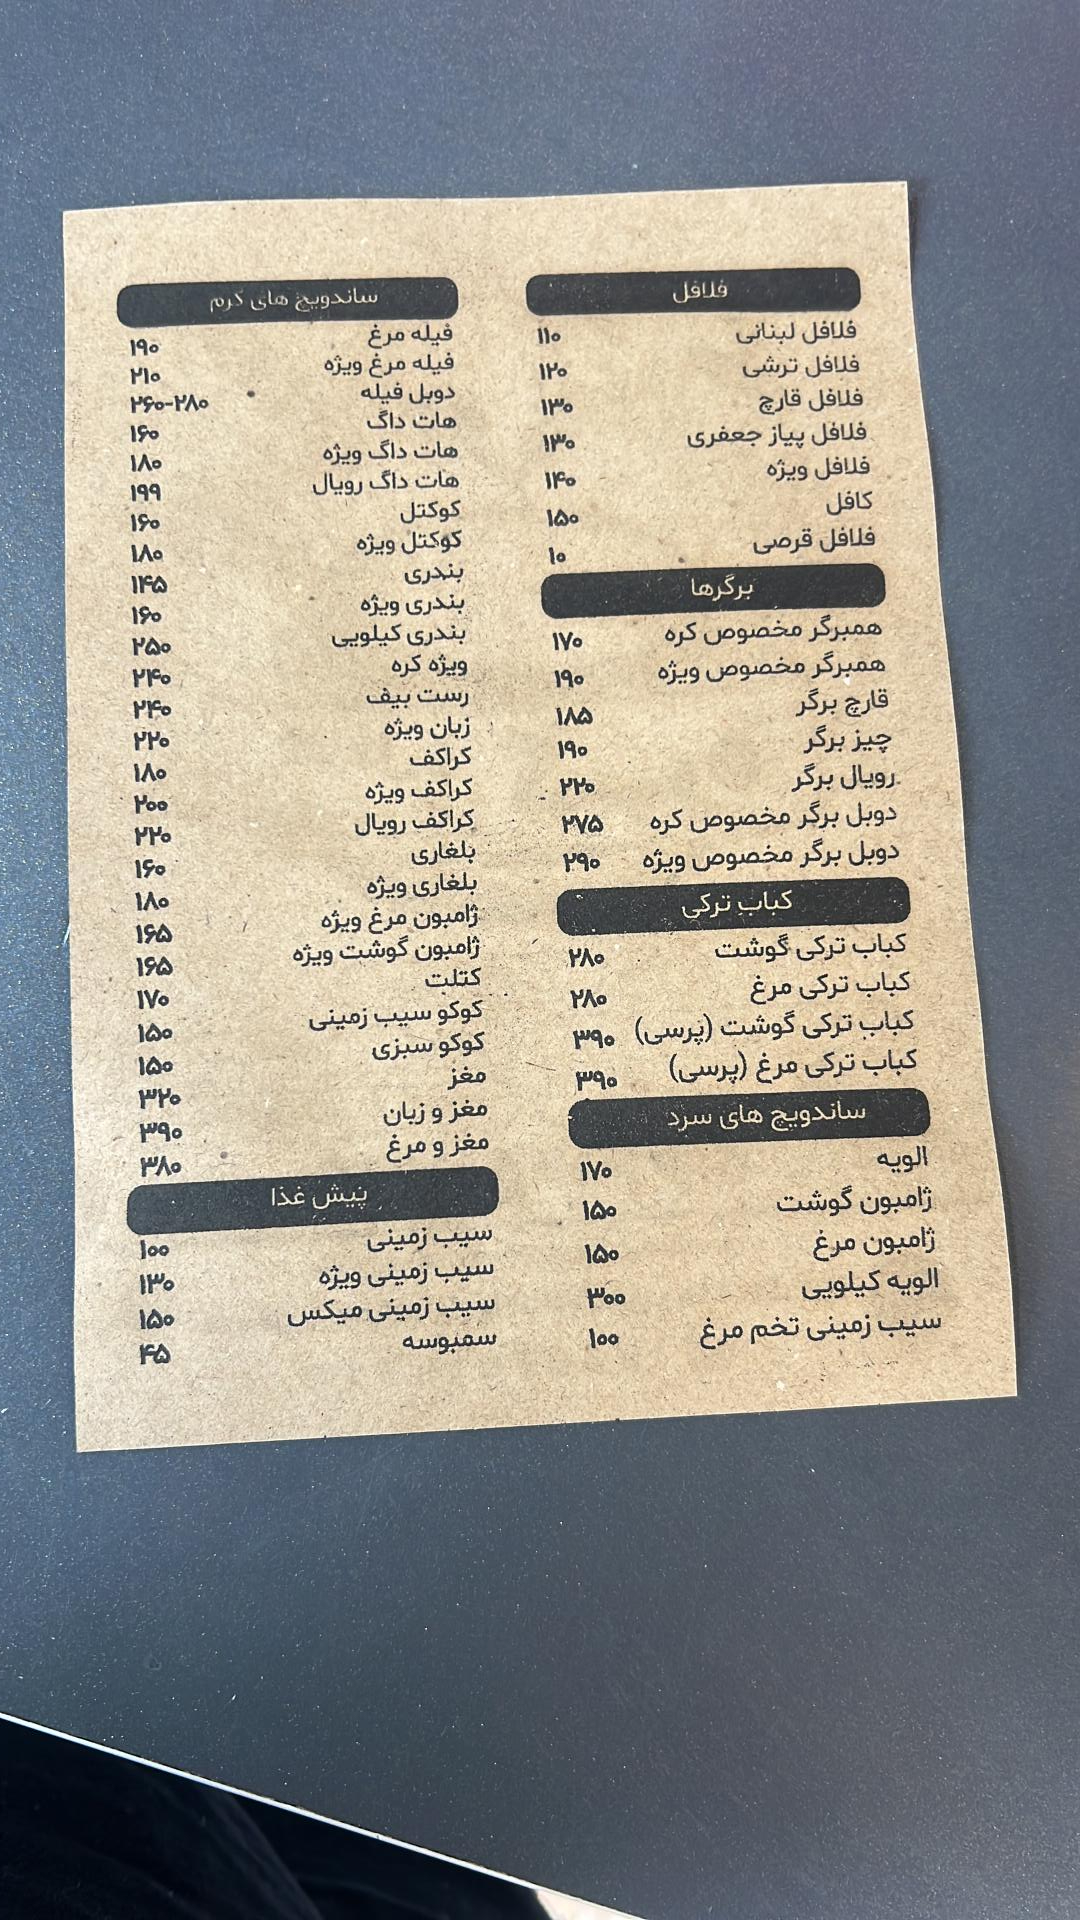 فلافل
فلافل لبنانی ۱۱۰
فلافل ترشی ۱۲۰
فلافل قارچ ۱۳۰
فلافل پیاز جعفری ۱۳۰
فلافل ویژه ۱۴۰
کافل ۱۵۰
فلافل قرصی ۱۰
برگرها
همبرگر مخصوص کره ۱۷۰
همبرگر مخصوص ویژه ۱۹۰
قارچ برگر ۱۸۵
چیز برگر ۱۹۰
رویال برگر ۲۲۰
دوبل برگر مخصوص کره ۲۷۵
دوبل برگر مخصوص ویژه ۲۹۰
کباب ترکی
کباب ترکی گوشت ۲۸۰
کباب ترکی مرغ ۲۸۰
کباب ترکی گوشت (پرسی) ۳۹۰
کباب ترکی مرغ (پرسی) ۳۹۰
ساندویچ های سرد
الویه ۱۷۰
ژامبون گوشت ۱۵۰
ژامبون مرغ ۱۵۰
الویه کیلویی ۳۰۰
سیب زمینی تخم مرغ ۱۰۰
ساندویچ های گرم
فیله مرغ ۱۹۰
فیله مرغ ویژه ۲۱۰
دوبل فیله ۲۶۰-۲۸۰
هات داگ ۱۶۰
هات داگ ویژه ۱۸۰
هات داگ رویال ۱۹۹
کوکتل ۱۶۰
کوکتل ویژه ۱۸۰
بندری ۱۴۵
بندری ویژه ۱۶۰
بندری کیلویی ۲۵۰
ویژه کره ۲۴۰
رست بیف ۲۴۰
زبان ویژه ۲۲۰
کراکف ۱۸۰
کراکف ویژه ۲۰۰
کراکف رویال ۲۲۰
بلغاری ۱۶۰
بلغاری ویژه ۱۸۰
ژامبون مرغ ویژه ۱۶۵
ژامبون گوشت ویژه ۱۶۵
کتلت ۱۷۰
کوکو سیب زمینی ۱۵۰
کوکو سبزی ۱۵۰
مغز ۳۲۰
مغز و زبان ۳۹۰
مغز و مرغ ۳۸۰
پیش غذا
سیب زمینی ۱۰۰
سیب زمینی ویژه ۱۳۰
سیب زمینی میکس ۱۵۰
سمبوسه ۴۵